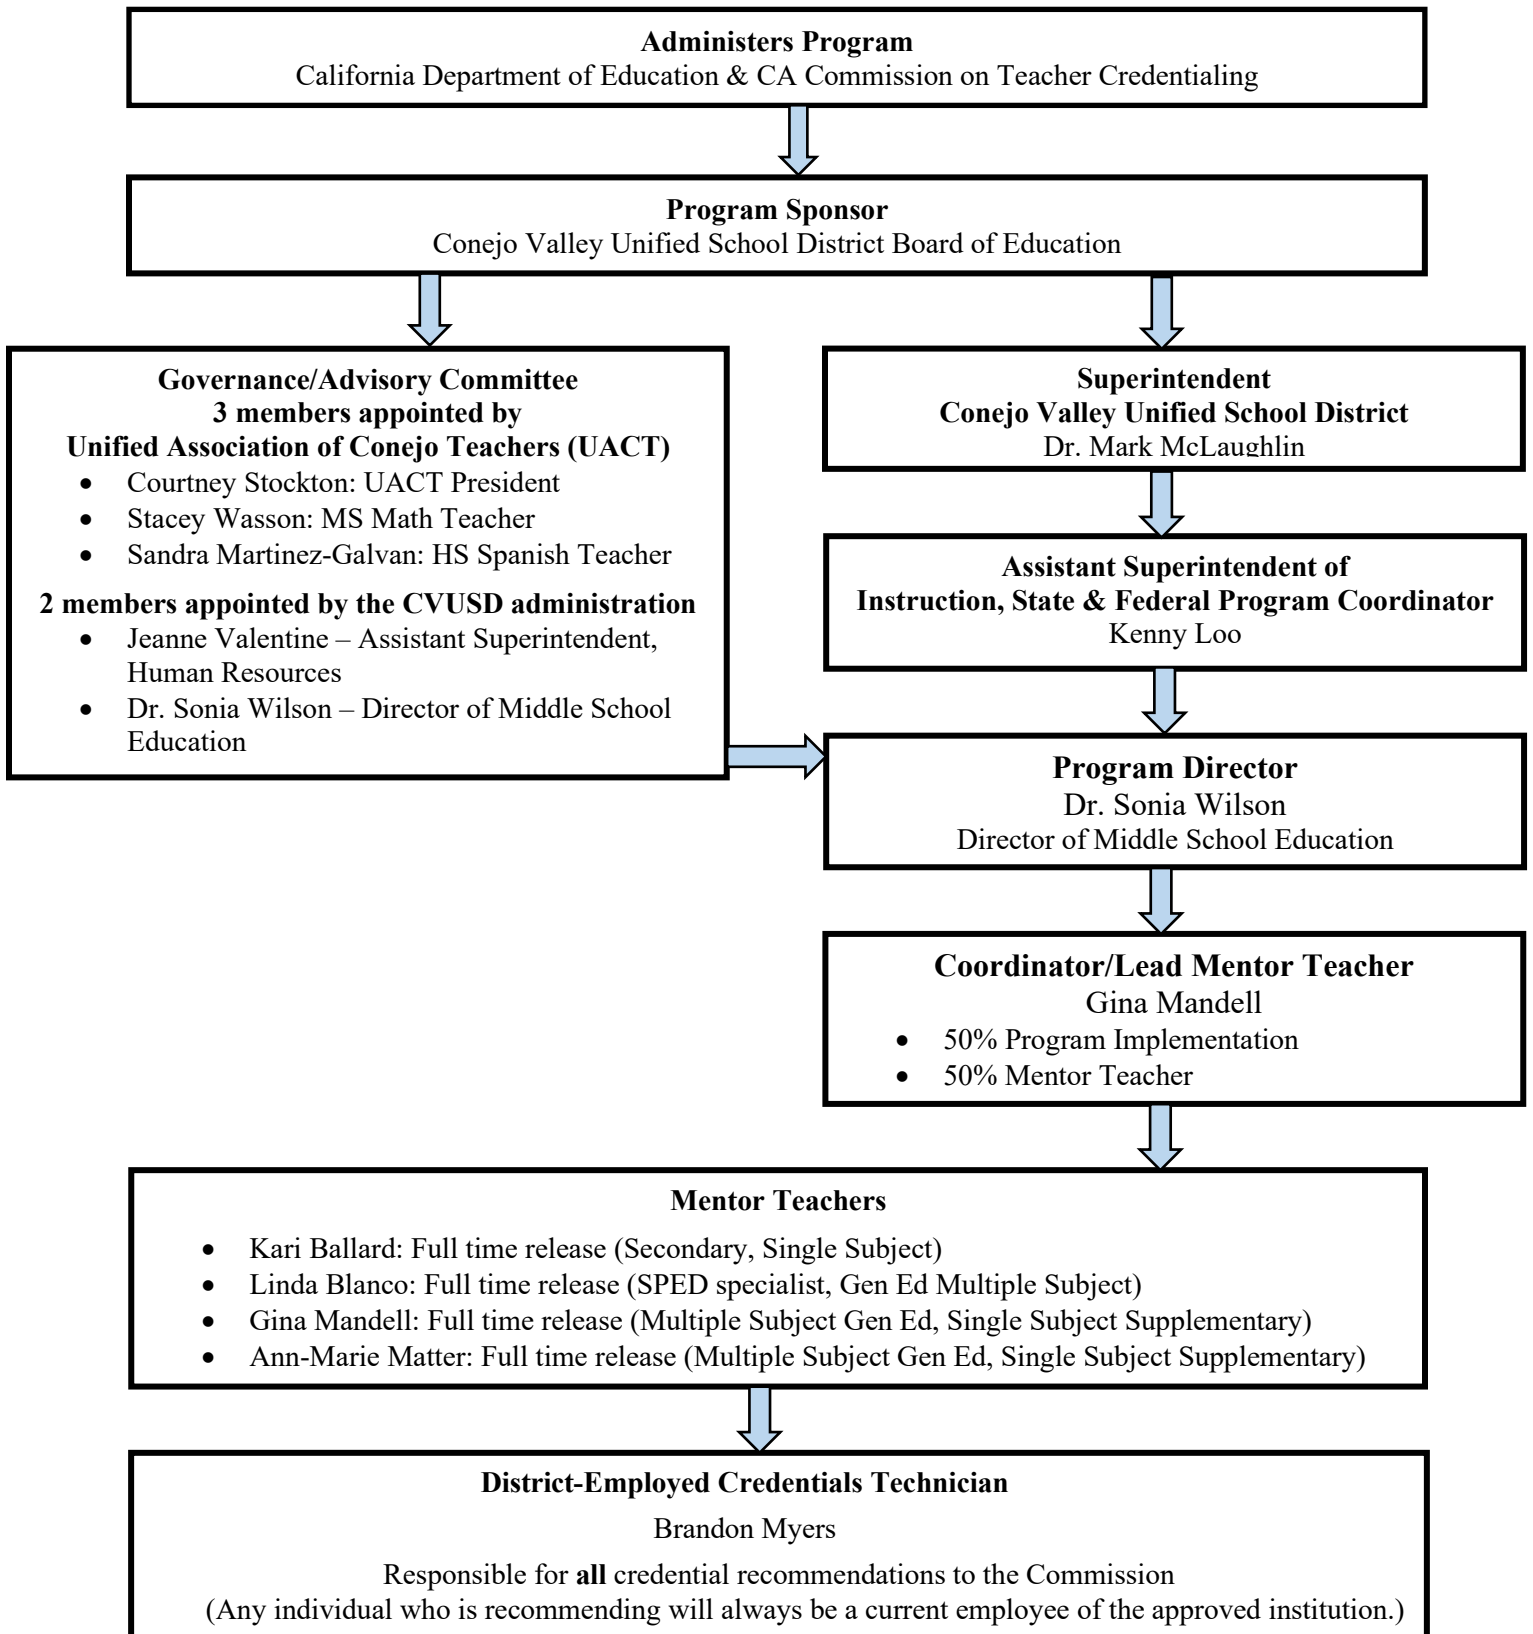 Administers Program
California Department of Education & CA Commission on Teacher Credentialing
Program Sponsor
Conejo Valley Unified School District Board of Education
Governance/Advisory Committee
3 members appointed by
Unified Association of Conejo Teachers (UACT)
• Courtney Stockton: UACT President
• Stacey Wasson: MS Math Teacher
• Sandra Martinez-Galvan: HS Spanish Teacher
2 members appointed by the CVUSD administration
• Jeanne Valentine – Assistant Superintendent,
Human Resources
• Dr. Sonia Wilson – Director of Middle School
Education
Superintendent
Conejo Valley Unified School District
Dr. Mark McLaughlin
Assistant Superintendent of
Instruction, State & Federal Program Coordinator
Kenny Loo
Program Director
Dr. Sonia Wilson
Director of Middle School Education
Coordinator/Lead Mentor Teacher
Gina Mandell
• 50% Program Implementation
• 50% Mentor Teacher
Mentor Teachers
• Kari Ballard: Full time release (Secondary, Single Subject)
• Linda Blanco: Full time release (SPED specialist, Gen Ed Multiple Subject)
• Gina Mandell: Full time release (Multiple Subject Gen Ed, Single Subject Supplementary)
• Ann-Marie Matter: Full time release (Multiple Subject Gen Ed, Single Subject Supplementary)
District-Employed Credentials Technician
Brandon Myers
Responsible for all credential recommendations to the Commission
(Any individual who is recommending will always be a current employee of the approved institution.)